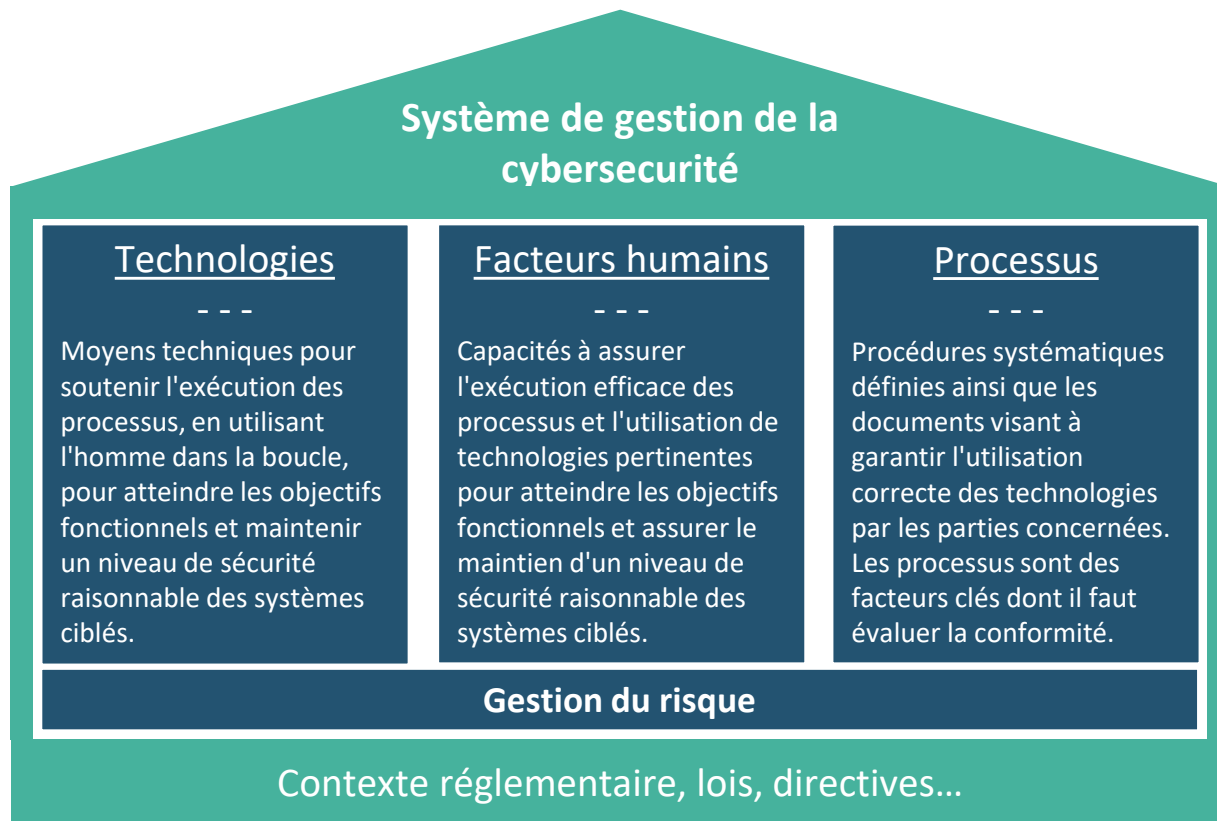 Système de gestion de la
cybersecurité
Technologies
- - -
Moyens techniques pour
soutenir l'exécution des
processus, en utilisant
l'homme dans la boucle,
pour atteindre les objectifs
fonctionnels et maintenir
un niveau de sécurité
raisonnable des systèmes
ciblés.
Facteurs humains
- - -
Capacités à assurer
l'exécution efficace des
processus et l'utilisation de
technologies pertinentes
pour atteindre les objectifs
fonctionnels et assurer le
maintien d'un niveau de
sécurité raisonnable des
systèmes ciblés.
Processus
- - -
Procédures systématiques
définies ainsi que les
documents visant à
garantir l'utilisation
correcte des technologies
par les parties concernées.
Les processus sont des
facteurs clés dont il faut
évaluer la conformité.
Gestion du risque
Contexte réglementaire, lois, directives…